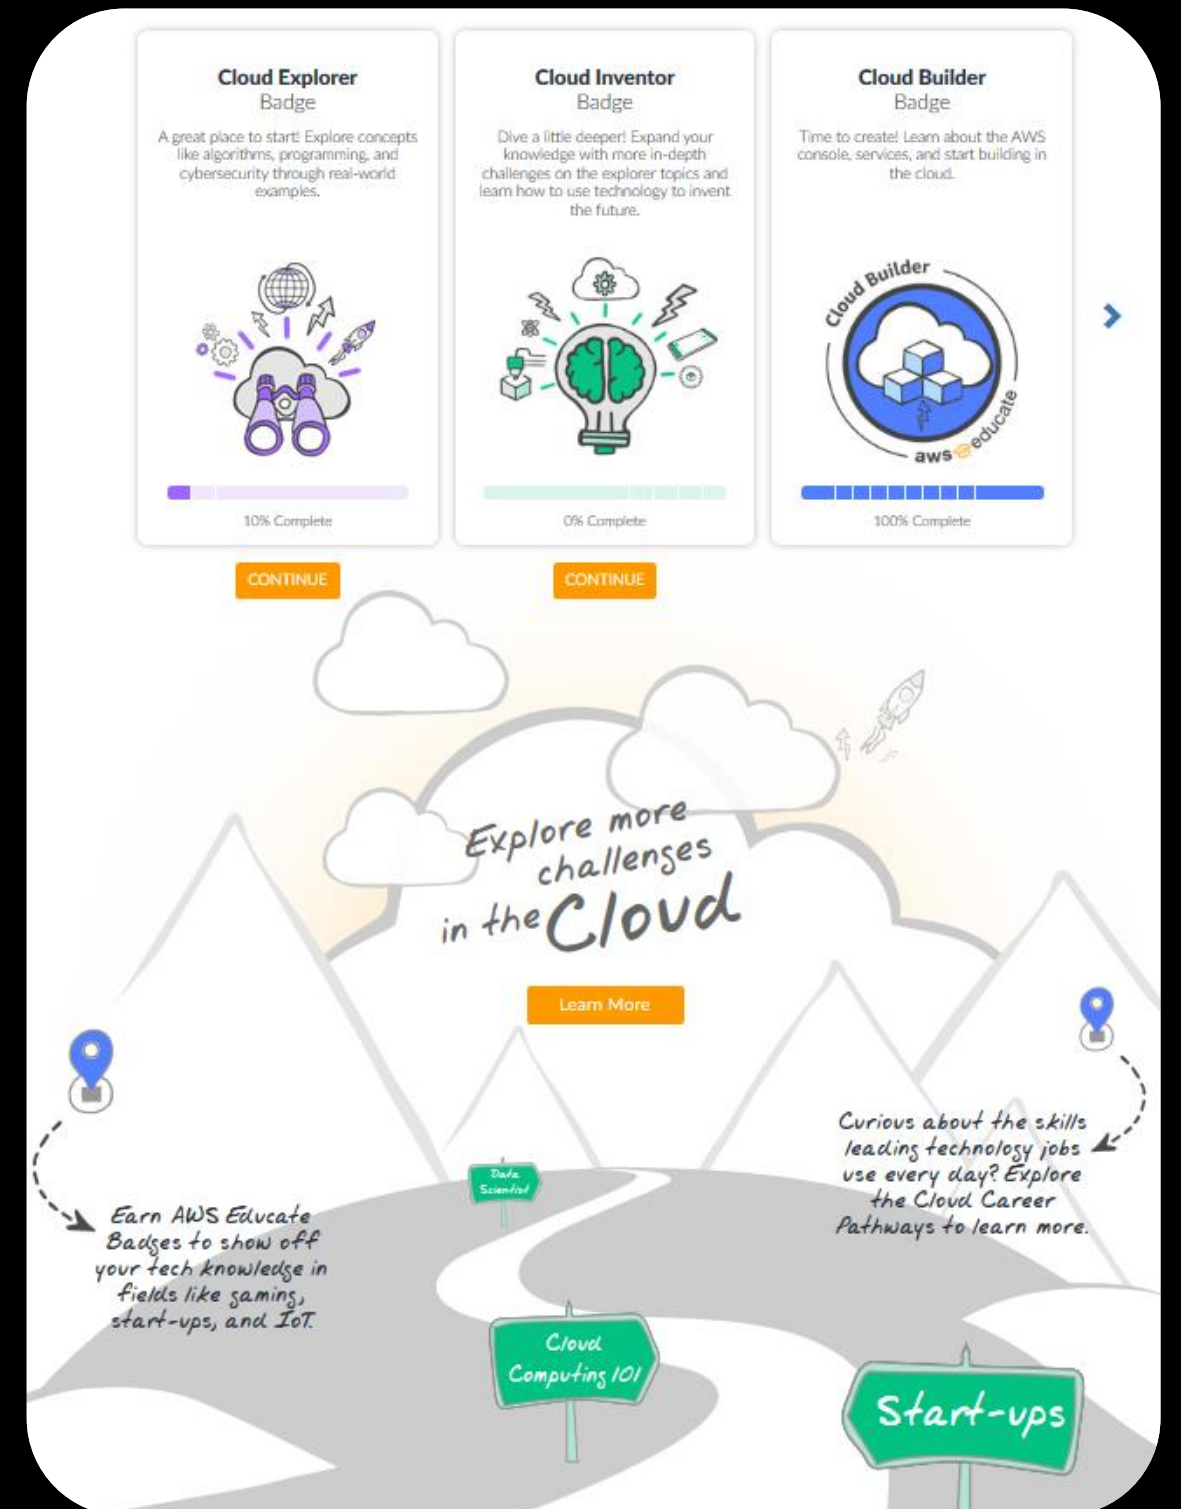 Cloud Explorer
Badge
A great place to start! Explore concepts
like algorithms, programming, and
cybersecurity through real-world
examples.
10% Complete
CONTINUE
Cloud Inventor
Badge
Dive a little deeper! Expand your
knowledge with more in-depth
challenges on the explorer topics and
learn how to use technology to invent
the future.
0% Complete
CONTINUE
Cloud Builder
Badge
Time to create! Learn about the AWS
console, services, and start building in
the cloud.
Cloud Builder
aws educate
100% Complete
Explore more
challenges
in the Cloud
Learn More
Curious about the skills
leading technology jobs
use every day? Explore
the Cloud Career
Pathways to learn more.
Data
Scientist
Earn AWS Educate
Badges to show off
your tech knowledge in
fields like gaming,
start-ups, and IoT.
Cloud
Computing 101
Start-ups